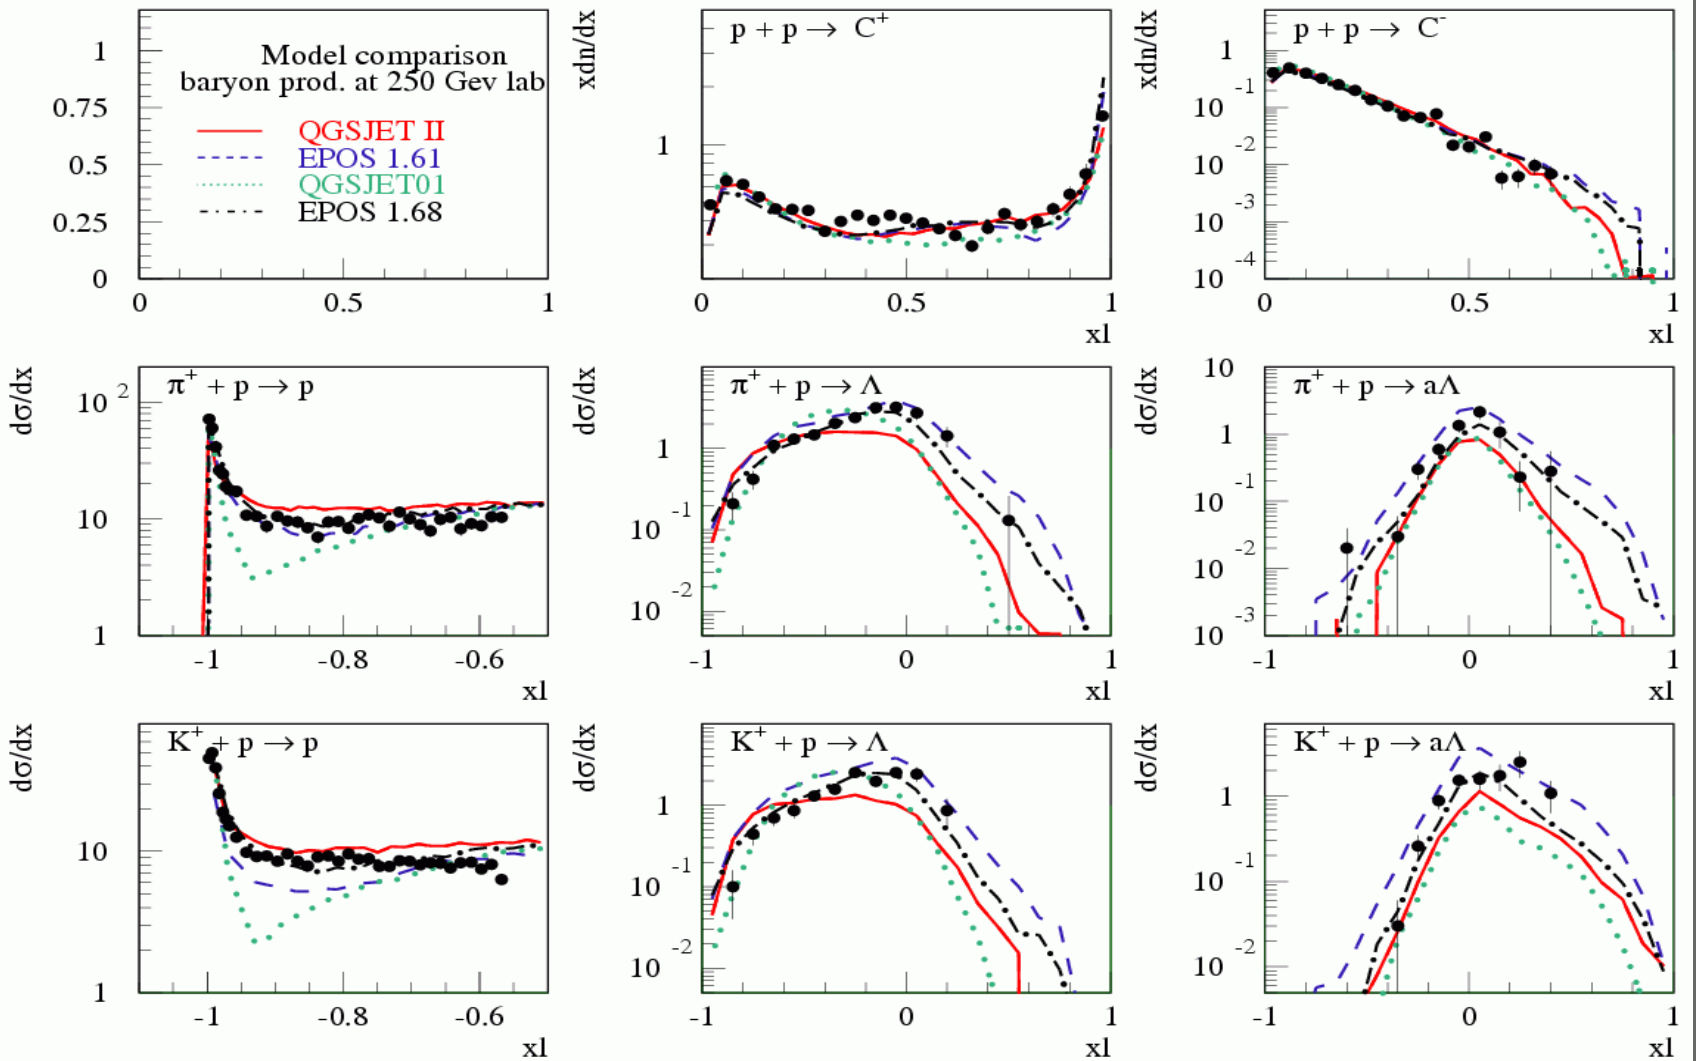 Model comparison
baryon prod. at 250 Gev lab
QGSJET II
EPOS 1.61
QGSJET01
EPOS 1.68
1
0.75
0.5
0.25
0
0 0.5 1
xdn/dx
p + p → C⁺
1
0 0.5 1
xl
xdn/dx
p + p → C⁻
1
10⁻¹
10⁻²
10⁻³
10⁻⁴
0 0.5 1
xl
dσ/dx
π⁺ + p → p
10²
10
1
-1 -0.8 -0.6
xl
dσ/dx
π⁺ + p → Λ
1
10⁻¹
10⁻²
-1 0 1
xl
dσ/dx
π⁺ + p → aΛ
10
1
10⁻¹
10⁻²
10⁻³
-1 0 1
xl
dσ/dx
K⁺ + p → p
10
1
-1 -0.8 -0.6
xl
dσ/dx
K⁺ + p → Λ
1
10⁻¹
10⁻²
-1 0 1
xl
dσ/dx
K⁺ + p → aΛ
1
10⁻¹
10⁻²
-1 0 1
xl